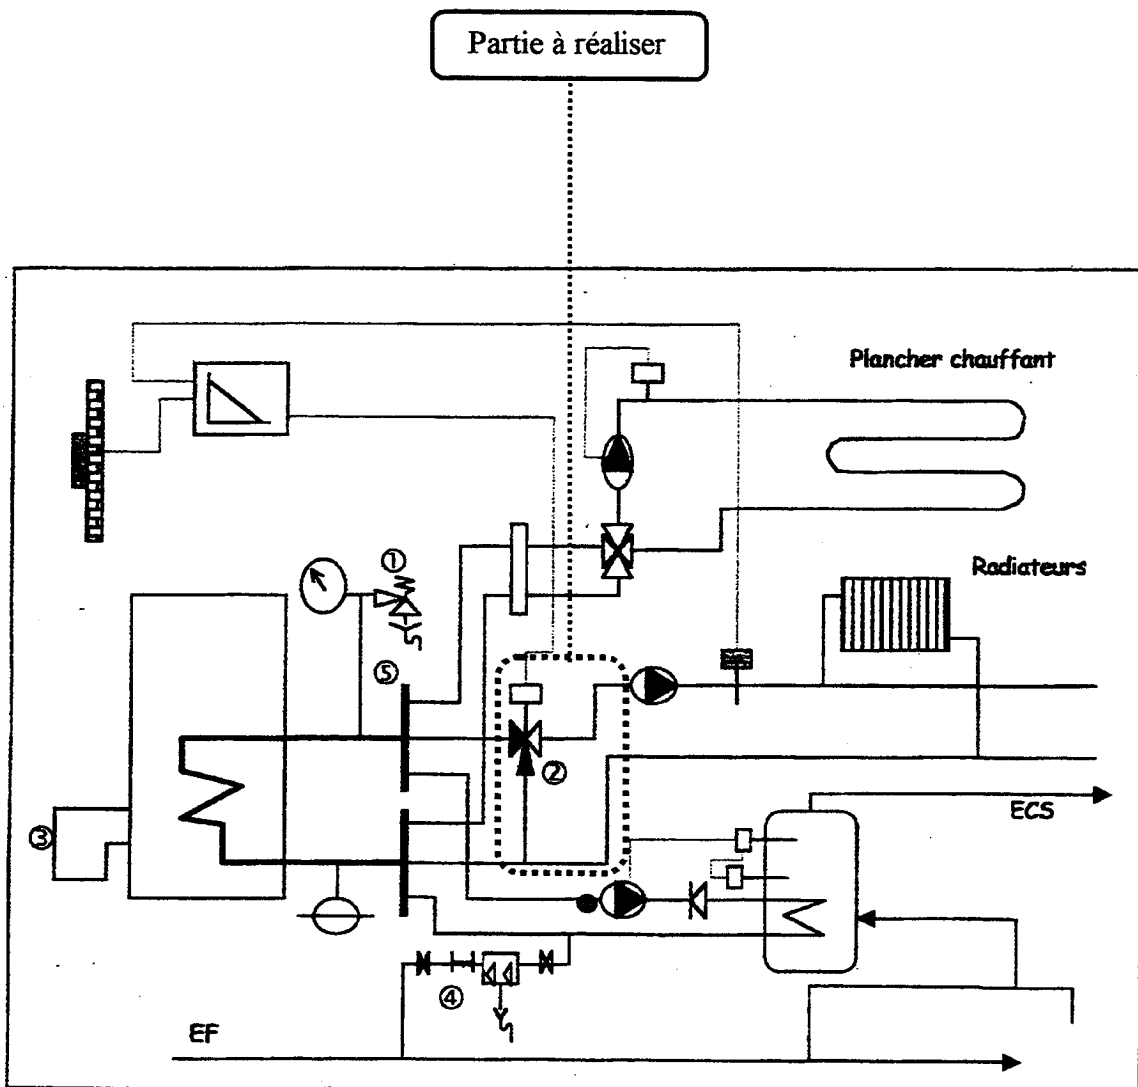 Partie à réaliser
Plancher chauffant
①
Radiateurs
⑤
②
ECS
③
④
EF